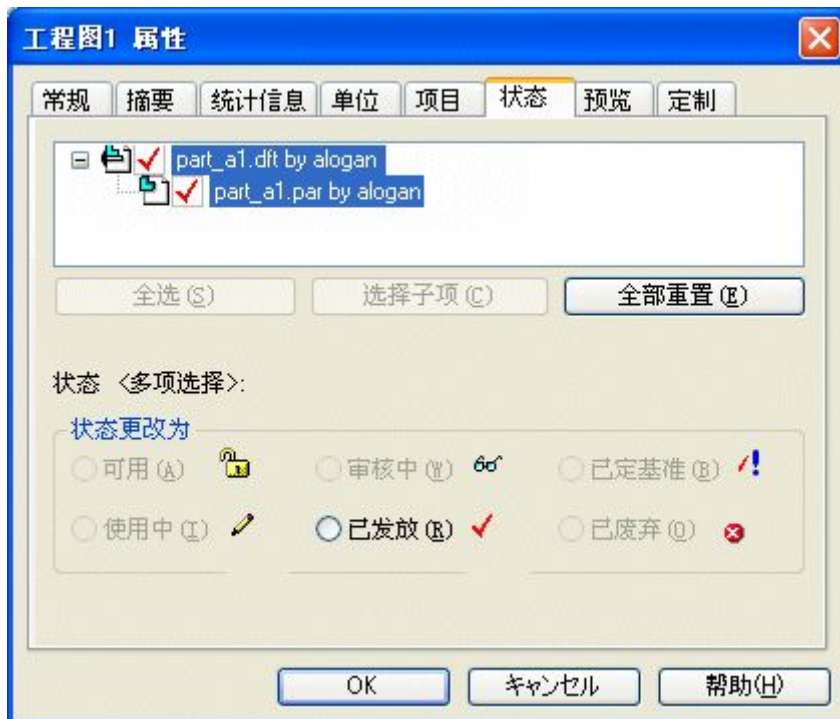 工程图1 属性
常规 摘要 统计信息 单位 项目 状态 预览 定制
part_a1.dft by alogan
part_a1.par by alogan
全选(S) 选择子项(C) 全部重置(E)
状态 <多项选择>:
状态更改为
可用(A) 审核中(W) 已定基准(B)
使用中(I) 已发放(R) 已废弃(O)
OK キャンセル 帮助(H)